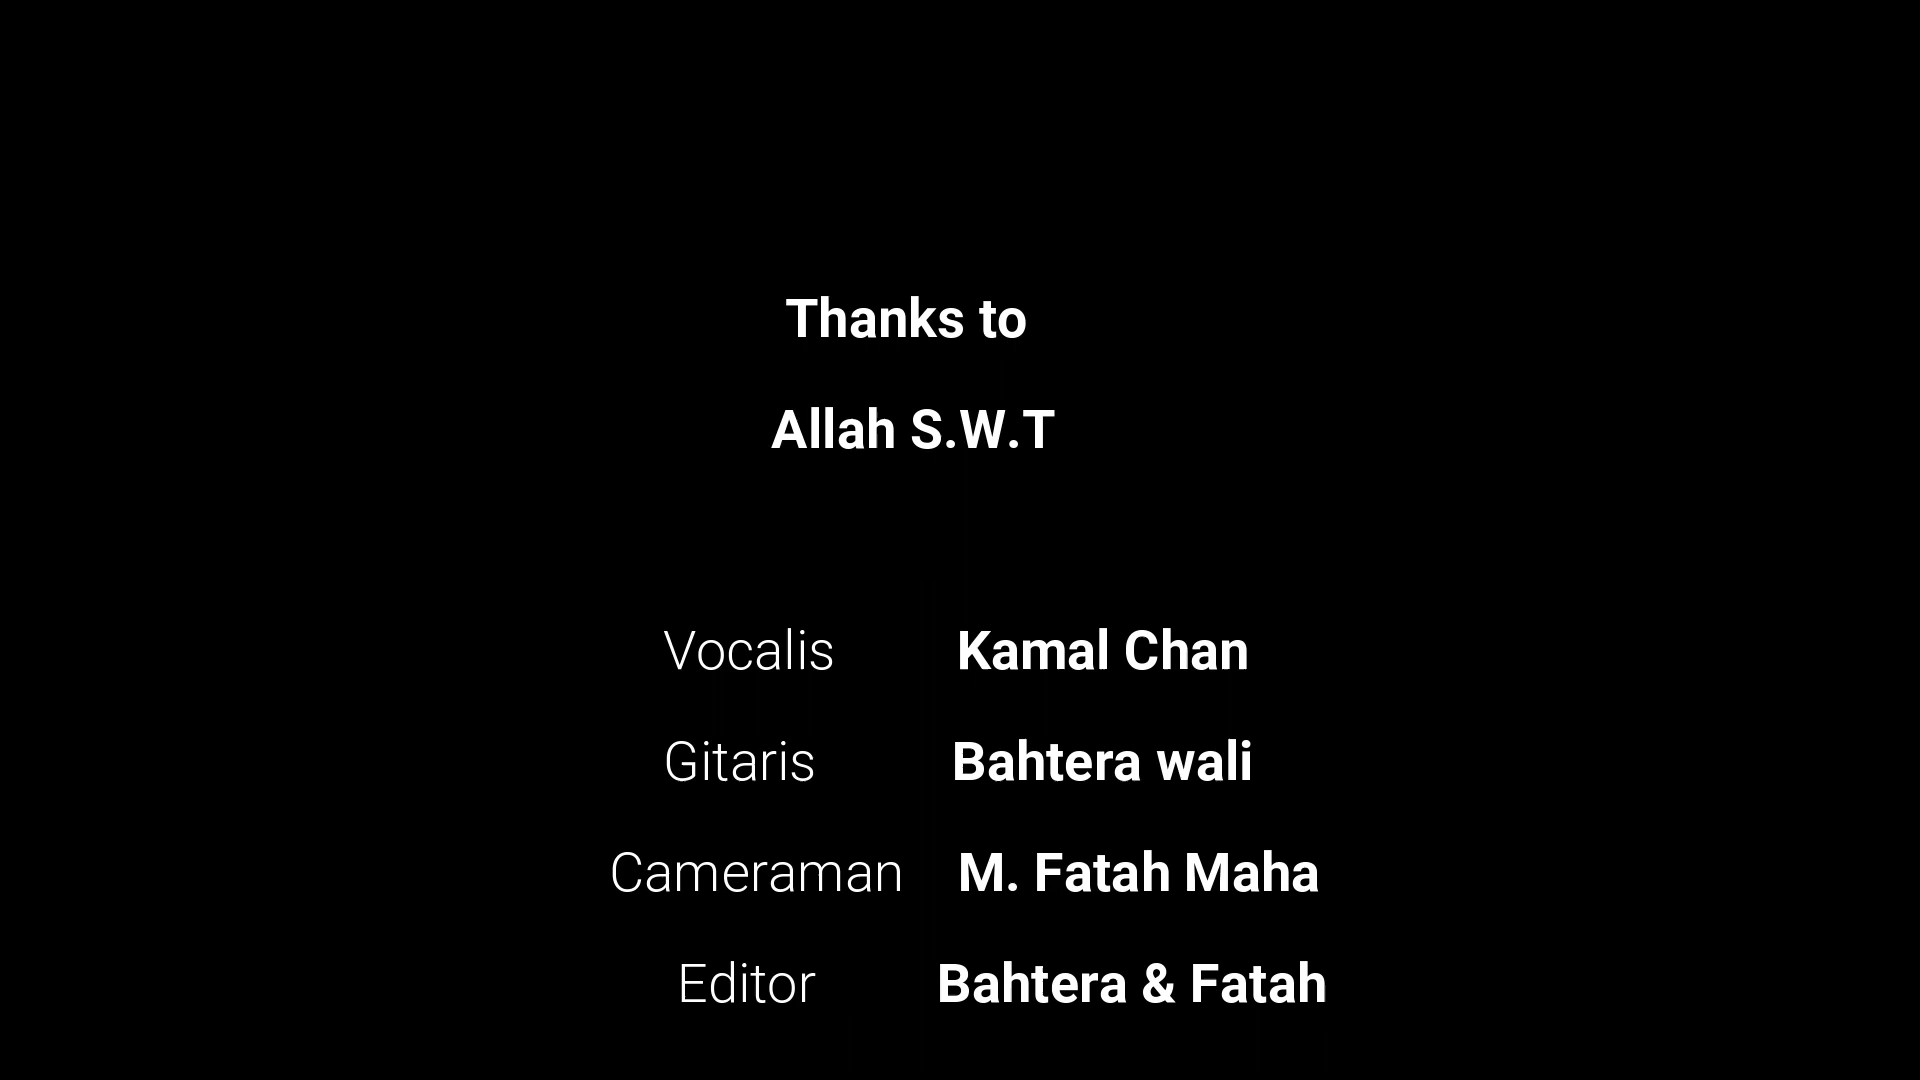 Thanks to
Allah S.W.T
Vocalis Kamal Chan
Gitaris Bahtera wali
Cameraman M. Fatah Maha
Editor Bahtera & Fatah